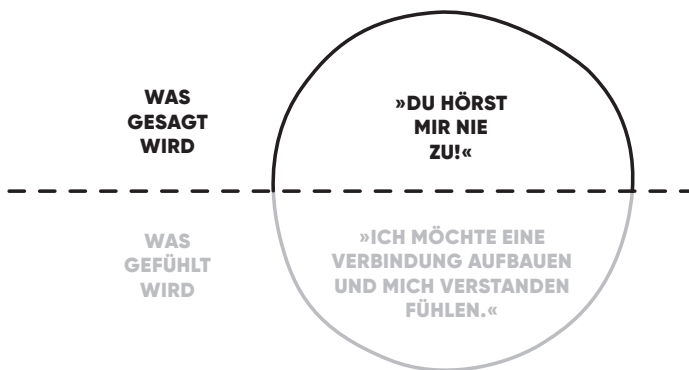 WAS
GESAGT
WIRD
»DU HÖRST
MIR NIE
ZU!«
WAS
GEFÜHLT
WIRD
»ICH MÖCHTE EINE
VERBINDUNG AUFBAUEN
UND MICH VERSTANDEN
FÜHLEN.«